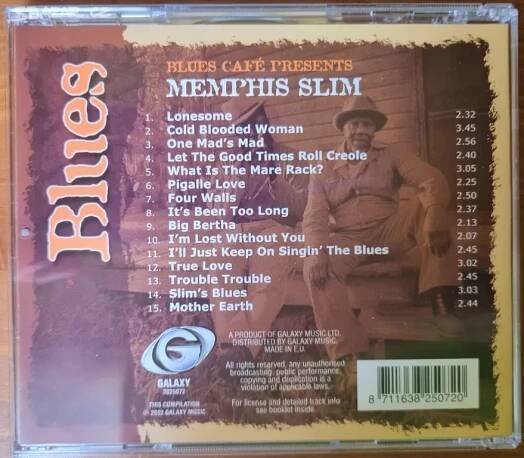 Blues
BLUES CAFÉ PRESENTS
MEMPHIS SLIM
1. Lonesome 2.32
2. Cold Blooded Woman 3.45
3. One Mad's Mad 2.56
4. Let The Good Times Roll Creole 2.40
5. What Is The Mare Rack? 3.05
6. Pigalle Love 2.25
7. Four Walls 2.50
8. It's Been Too Long 2.37
9. Big Bertha 2.13
10. I'm Lost Without You 2.07
11. I'll Just Keep On Singin' The Blues 2.45
12. True Love 3.02
13. Trouble Trouble 2.45
14. Slim's Blues 3.03
15. Mother Earth 2.44
G
GALAXY
3825072
THIS COMPILATION
© 2002 GALAXY MUSIC
A PRODUCT OF GALAXY MUSIC LTD.
DISTRIBUTED BY GALAXY MUSIC.
MADE IN E.U.
All rights reserved, any unauthorised
broadcasting, public performance,
copying and duplication is a
violation of applicable laws.
For license and detailed track info
see booklet inside.
8 711638 250720